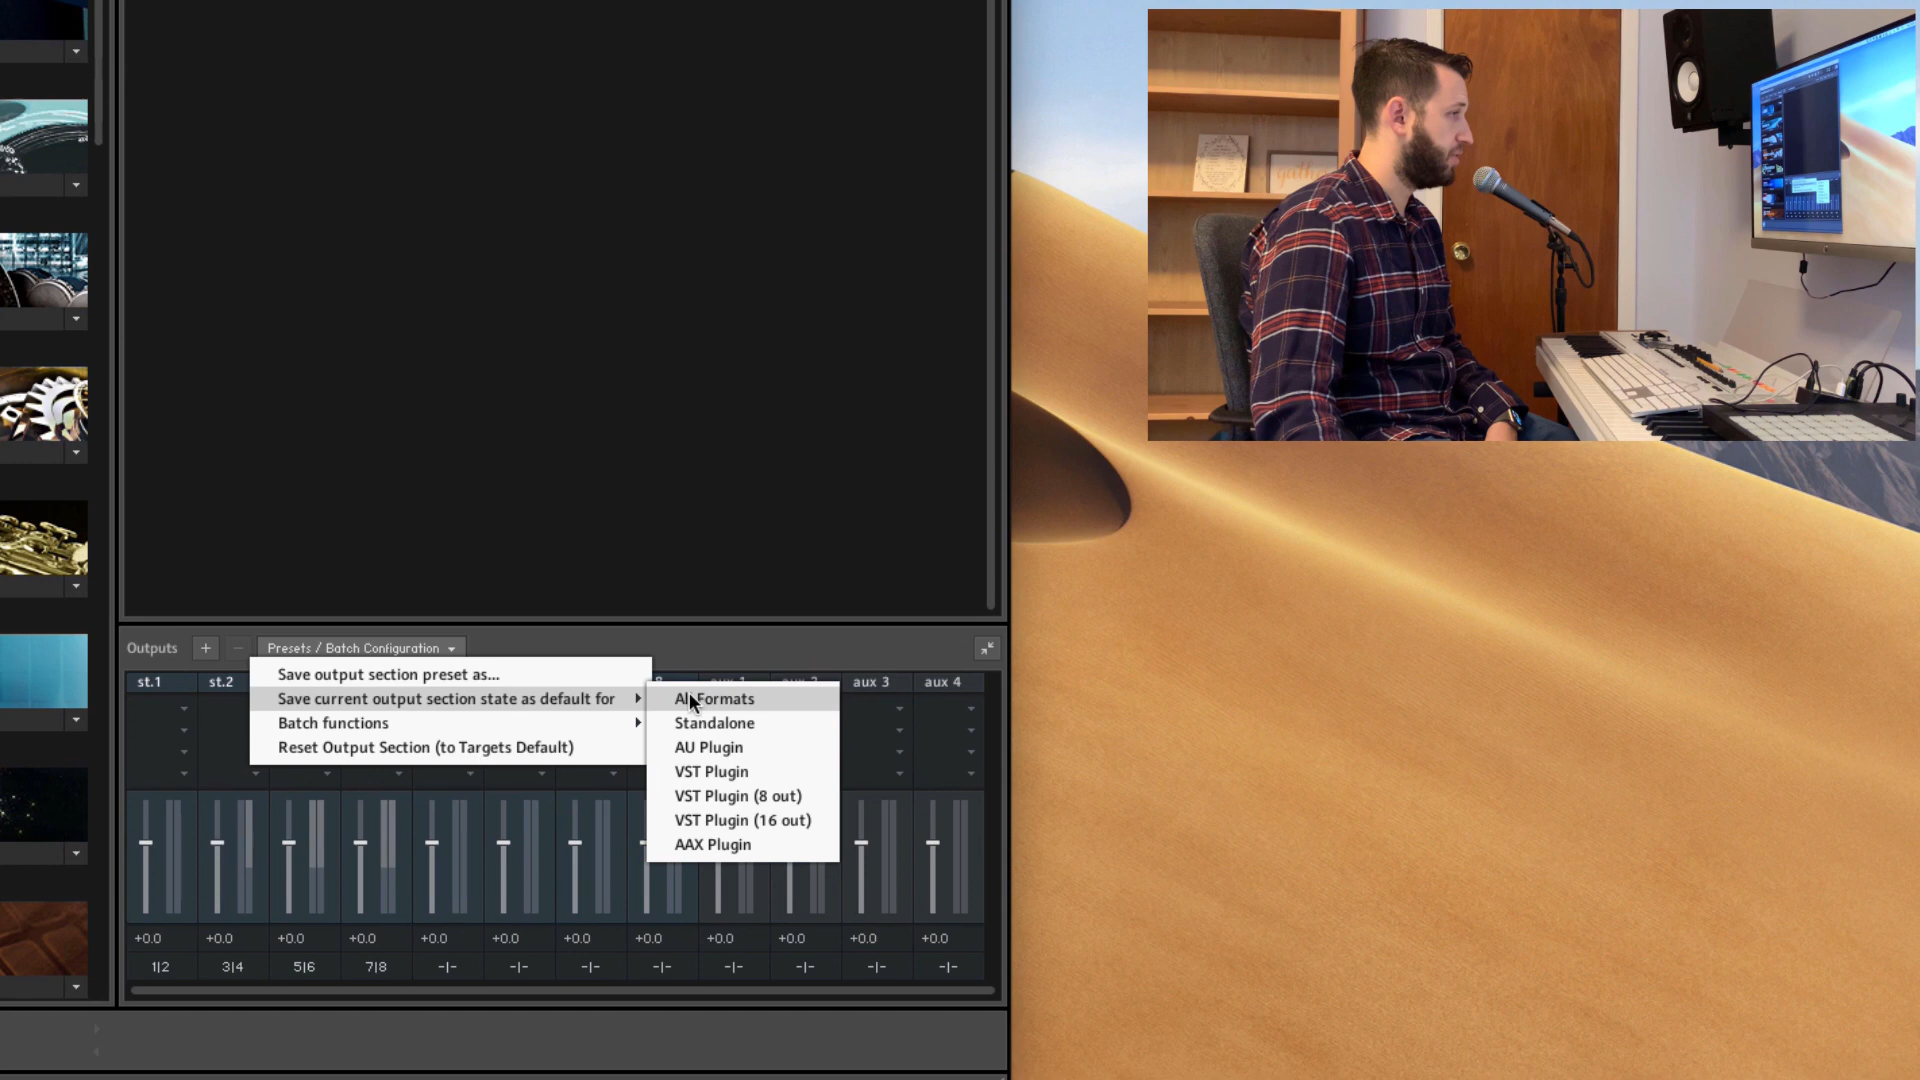 Outputs + − Presets / Batch Configuration
st.1 st.2 aux 3 aux 4
Save output section preset as...
Save current output section state as default for
Batch functions
Reset Output Section (to Targets Default)
All Formats
Standalone
AU Plugin
VST Plugin
VST Plugin (8 out)
VST Plugin (16 out)
AAX Plugin
+0.0 +0.0 +0.0 +0.0 +0.0 +0.0 +0.0 +0.0 +0.0 +0.0 +0.0 +0.0
1|2 3|4 5|6 7|8 -|- -|- -|- -|- -|- -|- -|- -|-